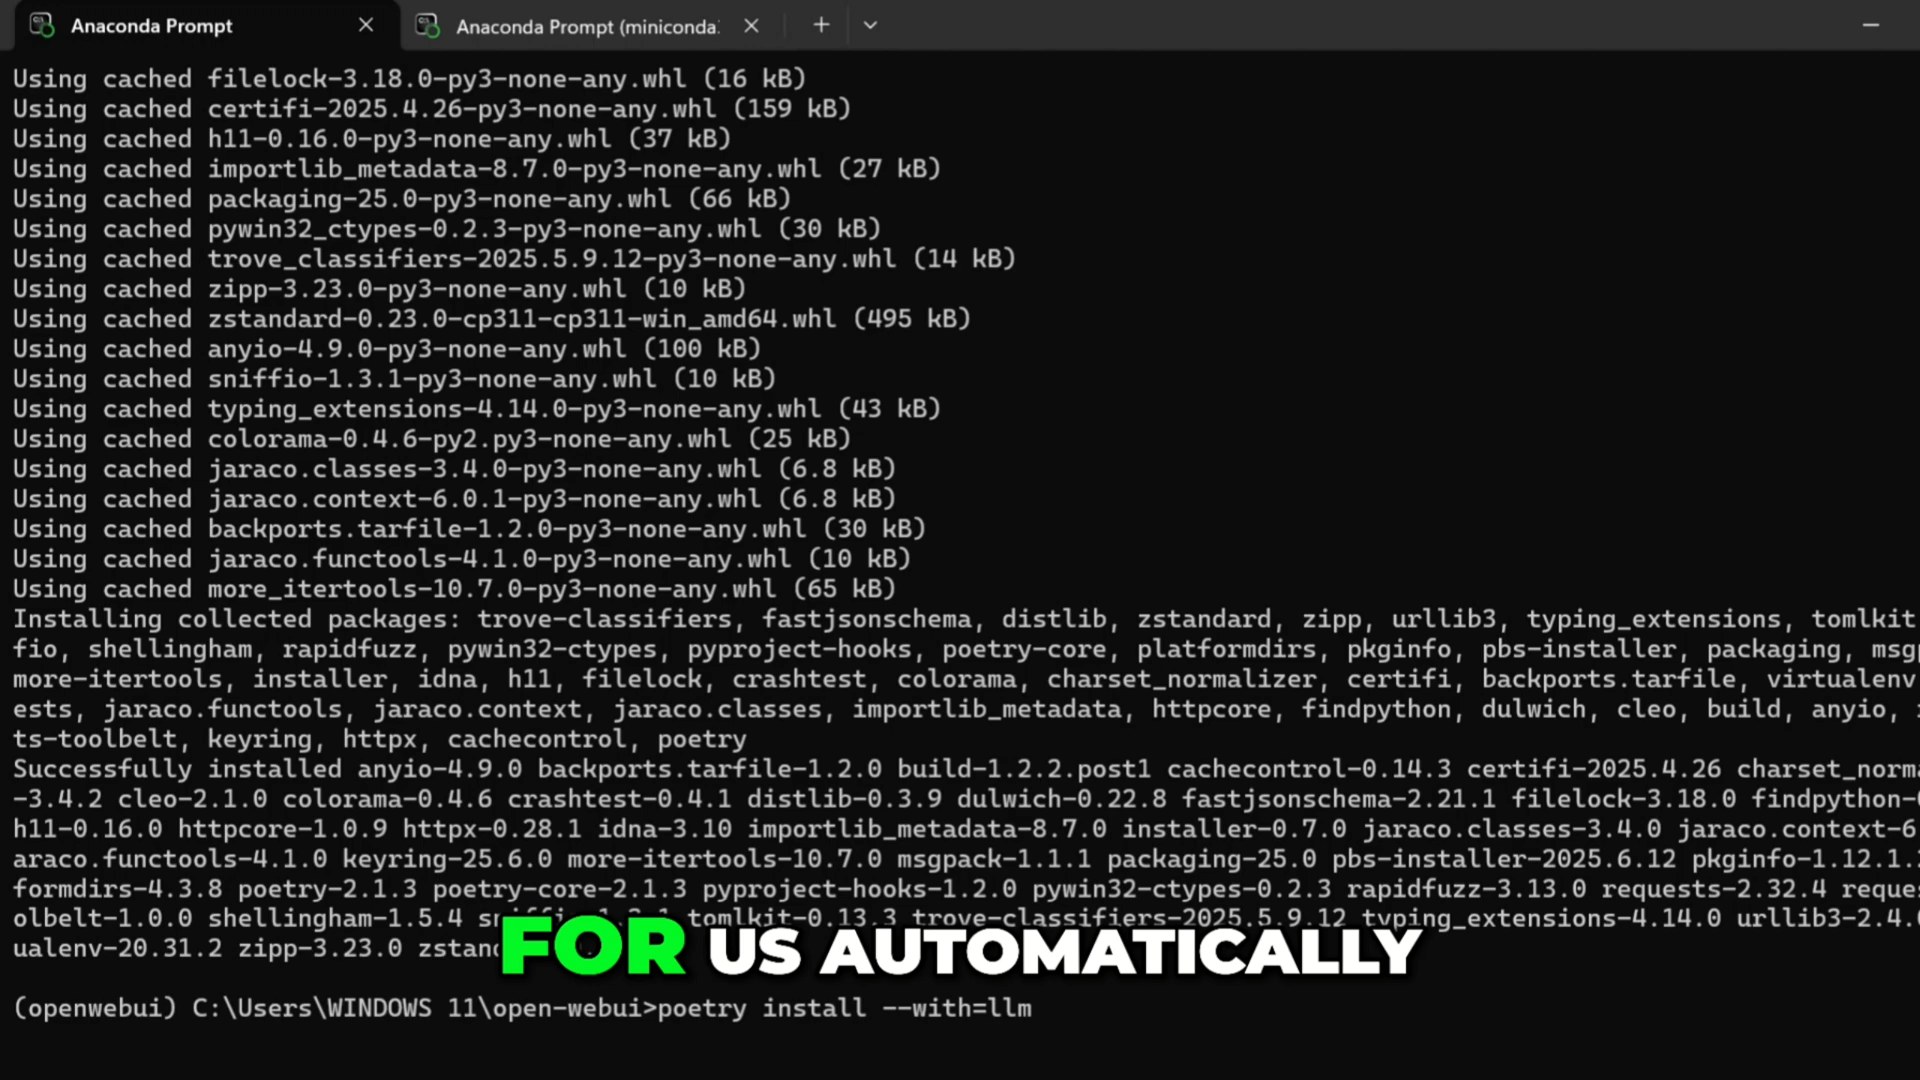 Anaconda Prompt
Anaconda Prompt (miniconda
Using cached filelock-3.18.0-py3-none-any.whl (16 kB)
Using cached certifi-2025.4.26-py3-none-any.whl (159 kB)
Using cached h11-0.16.0-py3-none-any.whl (37 kB)
Using cached importlib_metadata-8.7.0-py3-none-any.whl (27 kB)
Using cached packaging-25.0-py3-none-any.whl (66 kB)
Using cached pywin32_ctypes-0.2.3-py3-none-any.whl (30 kB)
Using cached trove_classifiers-2025.5.9.12-py3-none-any.whl (14 kB)
Using cached zipp-3.23.0-py3-none-any.whl (10 kB)
Using cached zstandard-0.23.0-cp311-cp311-win_amd64.whl (495 kB)
Using cached anyio-4.9.0-py3-none-any.whl (100 kB)
Using cached sniffio-1.3.1-py3-none-any.whl (10 kB)
Using cached typing_extensions-4.14.0-py3-none-any.whl (43 kB)
Using cached colorama-0.4.6-py2.py3-none-any.whl (25 kB)
Using cached jaraco.classes-3.4.0-py3-none-any.whl (6.8 kB)
Using cached jaraco.context-6.0.1-py3-none-any.whl (6.8 kB)
Using cached backports.tarfile-1.2.0-py3-none-any.whl (30 kB)
Using cached jaraco.functools-4.1.0-py3-none-any.whl (10 kB)
Using cached more_itertools-10.7.0-py3-none-any.whl (65 kB)
Installing collected packages: trove-classifiers, fastjsonschema, distlib, zstandard, zipp, urllib3, typing_extensions, tomlkit
fio, shellingham, rapidfuzz, pywin32-ctypes, pyproject-hooks, poetry-core, platformdirs, pkginfo, pbs-installer, packaging, msg
more-itertools, installer, idna, h11, filelock, crashtest, colorama, charset_normalizer, certifi, backports.tarfile, virtualenv
ests, jaraco.functools, jaraco.context, jaraco.classes, importlib_metadata, httpcore, findpython, dulwich, cleo, build, anyio,
ts-toolbelt, keyring, httpx, cachecontrol, poetry
Successfully installed anyio-4.9.0 backports.tarfile-1.2.0 build-1.2.2.post1 cachecontrol-0.14.3 certifi-2025.4.26 charset_norm
-3.4.2 cleo-2.1.0 colorama-0.4.6 crashtest-0.4.1 distlib-0.3.9 dulwich-0.22.8 fastjsonschema-2.21.1 filelock-3.18.0 findpython-
h11-0.16.0 httpcore-1.0.9 httpx-0.28.1 idna-3.10 importlib_metadata-8.7.0 installer-0.7.0 jaraco.classes-3.4.0 jaraco.context-6
araco.functools-4.1.0 keyring-25.6.0 more-itertools-10.7.0 msgpack-1.1.1 packaging-25.0 pbs-installer-2025.6.12 pkginfo-1.12.1.
formdirs-4.3.8 poetry-2.1.3 poetry-core-2.1.3 pyproject-hooks-1.2.0 pywin32-ctypes-0.2.3 rapidfuzz-3.13.0 requests-2.32.4 reque
olbelt-1.0.0 shellingham-1.5.4 tomlkit-0.13.3 trove-classifiers-2025.5.9.12 typing_extensions-4.14.0 urllib3-2.4.
ualenv-20.31.2 zipp-3.23.0 zstan
FOR US AUTOMATICALLY
(openwebui) C:\Users\WINDOWS 11\open-webui>poetry install --with=llm